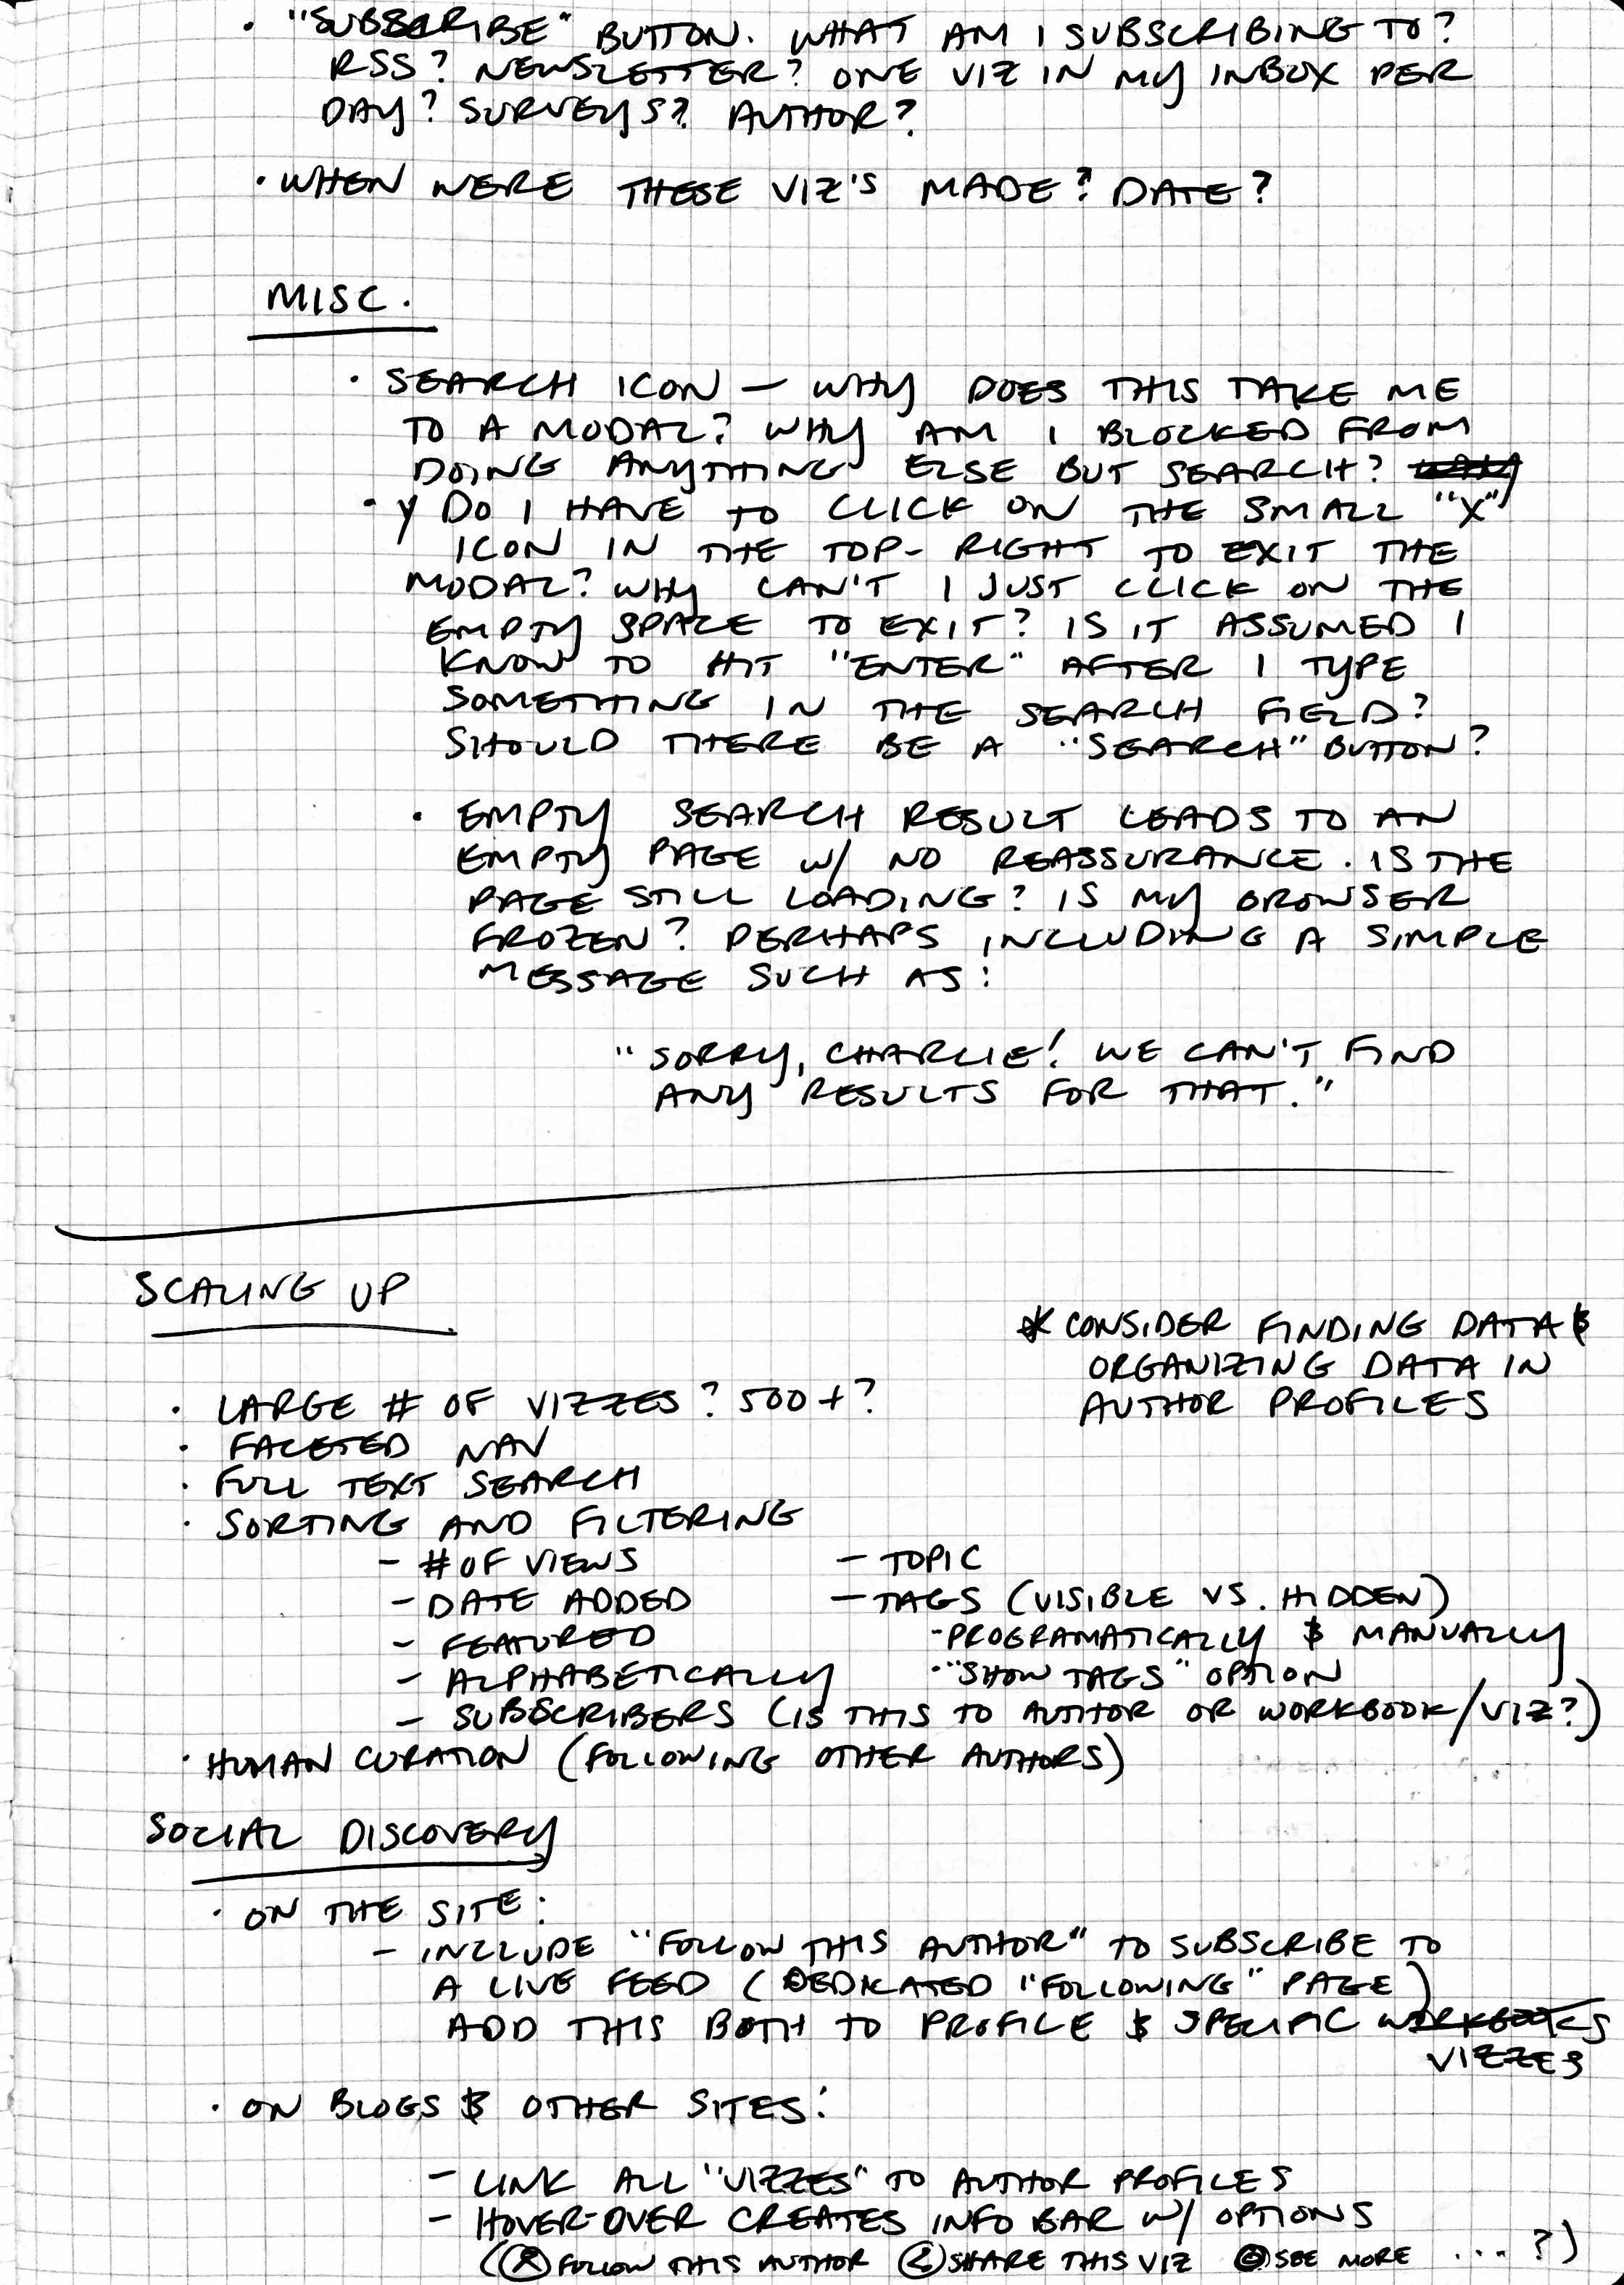 · "SUBSCRIBE" BUTTON. WHAT AM I SUBSCRIBING TO?
RSS? NEWSLETTER? ONE VIZ IN MY INBOX PER
DAY? SURVEYS? AUTHOR?
· WHEN WERE THESE VIZ'S MADE? DATE?
MISC.
· SEARCH ICON – WHY DOES THIS TAKE ME
TO A MODAL? WHY AM I BLOCKED FROM
DOING ANYTHING ELSE BUT SEARCH?
· Y DO I HAVE TO CLICK ON THE SMALL "X"
ICON IN THE TOP-RIGHT TO EXIT THE
MODAL? WHY CAN'T I JUST CLICK ON THE
EMPTY SPACE TO EXIT? IS IT ASSUMED I
KNOW TO HIT "ENTER" AFTER I TYPE
SOMETHING IN THE SEARCH FIELD?
SHOULD THERE BE A "SEARCH" BUTTON?
· EMPTY SEARCH RESULT LEADS TO AN
EMPTY PAGE W/ NO REASSURANCE. IS THE
PAGE STILL LOADING? IS MY BROWSER
FROZEN? PERHAPS INCLUDING A SIMPLE
MESSAGE SUCH AS:
"SORRY, CHARLIE! WE CAN'T FIND
ANY RESULTS FOR THAT."
SCALING UP
* CONSIDER FINDING DATA &
ORGANIZING DATA IN
AUTHOR PROFILES
· LARGE # OF VIZZES? 500+?
· FACETED NAV
· FULL TEXT SEARCH
· SORTING AND FILTERING
– # OF VIEWS – TOPIC
– DATE ADDED – TAGS (VISIBLE VS. HIDDEN)
– FEATURED - PROGRAMATICALLY & MANUALLY
– ALPHABETICALLY · "SHOW TAGS" OPTION
– SUBSCRIBERS (IS THIS TO AUTHOR OR WORKBOOK/VIZ?)
· HUMAN CURATION (FOLLOWING OTHER AUTHORS)
SOCIAL DISCOVERY
· ON THE SITE:
– INCLUDE "FOLLOW THIS AUTHOR" TO SUBSCRIBE TO
A LIVE FEED (DEDICATED "FOLLOWING" PAGE)
ADD THIS BOTH TO PROFILE & SPECIFIC WORKBOOKS
VIZZES
· ON BLOGS & OTHER SITES:
– LINK ALL "VIZZES" TO AUTHOR PROFILES
– HOVER-OVER CREATES INFO BAR W/ OPTIONS
( FOLLOW THIS AUTHOR SHARE THIS VIZ SEE MORE ...?)